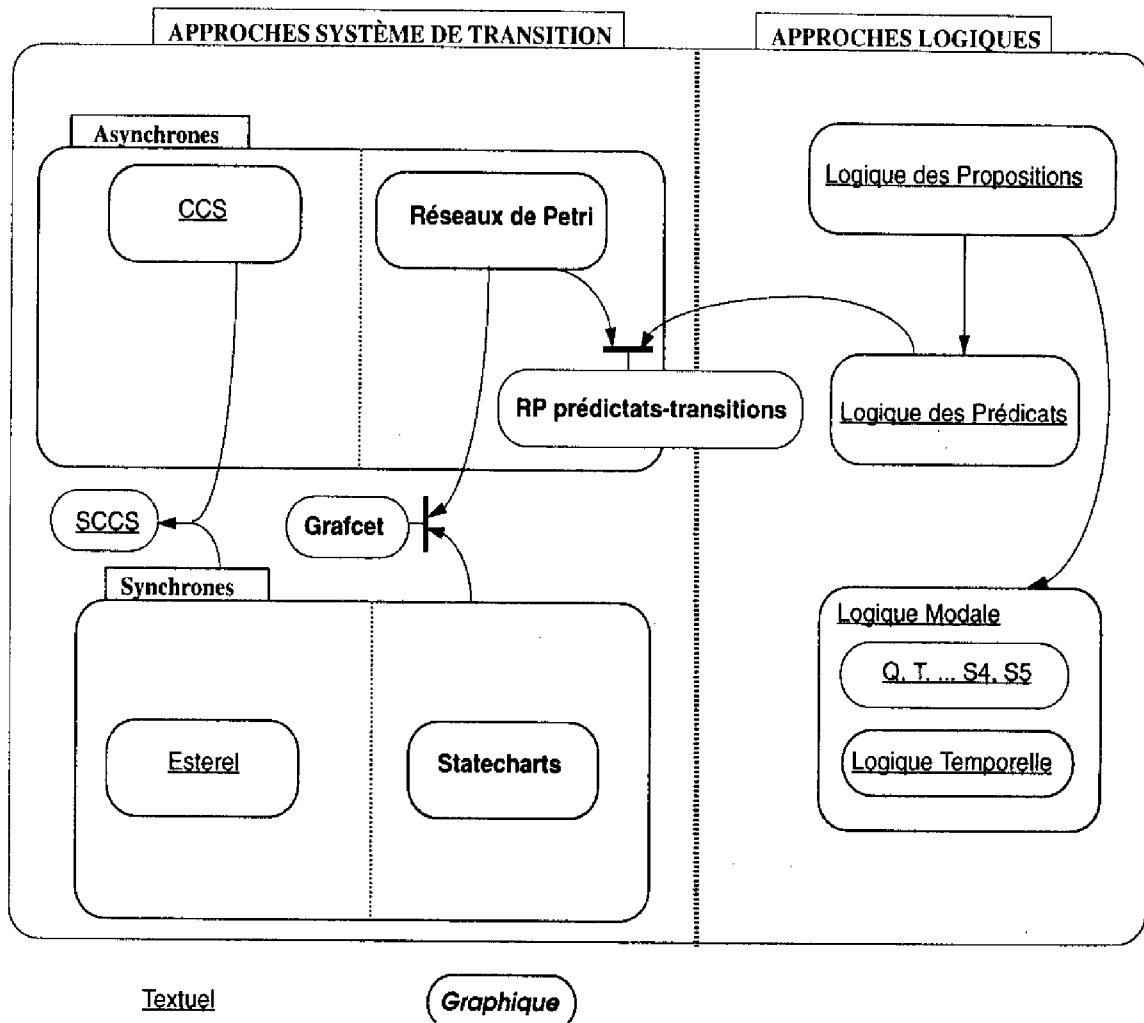 APPROCHES SYSTÈME DE TRANSITION
APPROCHES LOGIQUES
Asynchrones
CCS
Réseaux de Petri
Logique des Propositions
RP prédictats-transitions
Logique des Prédicats
SCCS
Grafcet
Synchrones
Logique Modale
Q, T, ... S4, S5
Esterel
Statecharts
Logique Temporelle
Textuel
Graphique